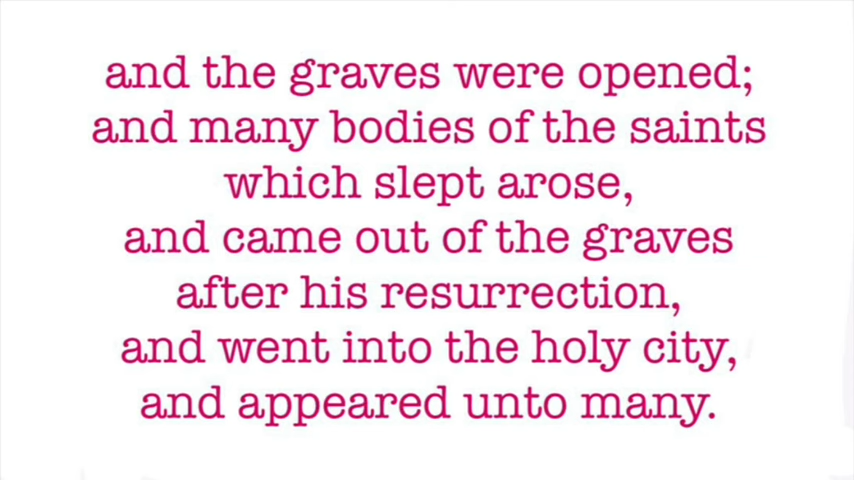 and the graves were opened;
and many bodies of the saints
which slept arose,
and came out of the graves
after his resurrection,
and went into the holy city,
and appeared unto many.